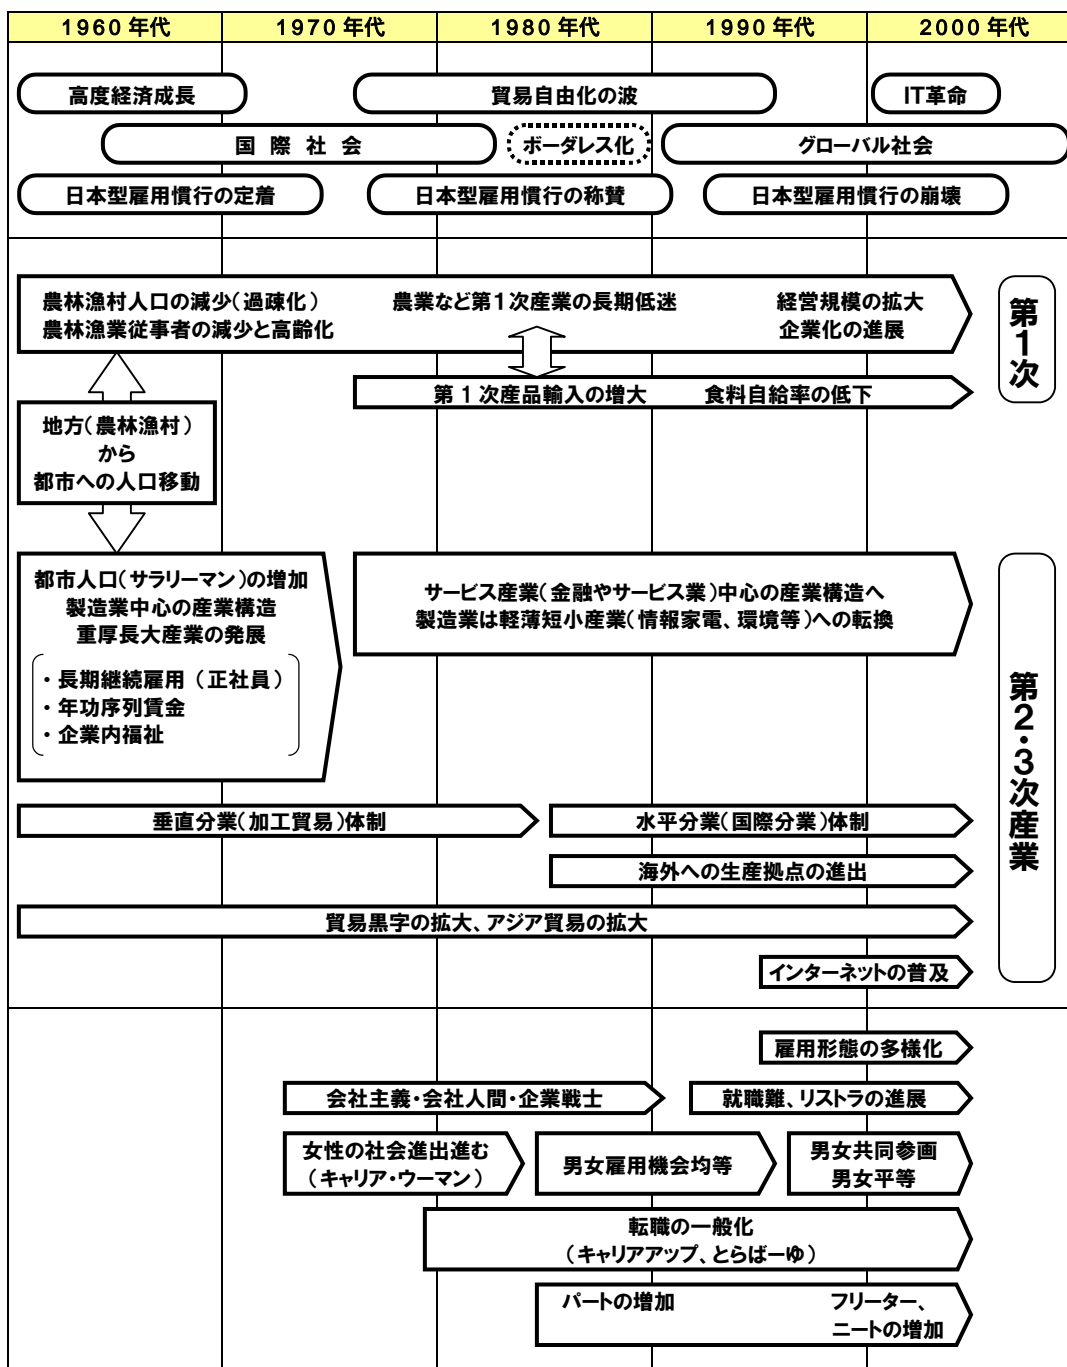 1960年代 1970年代 1980年代 1990年代 2000年代
高度経済成長 貿易自由化の波 IT革命
国際社会 ボーダレス化 グローバル社会
日本型雇用慣行の定着 日本型雇用慣行の称賛 日本型雇用慣行の崩壊
農林漁村人口の減少(過疎化) 農業など第1次産業の長期低迷 経営規模の拡大
農林漁業従事者の減少と高齢化 企業化の進展
第1次
第1次産品輸入の増大 食料自給率の低下
地方(農林漁村)
から
都市への人口移動
都市人口(サラリーマン)の増加
製造業中心の産業構造
重厚長大産業の発展
・長期継続雇用(正社員)
・年功序列賃金
・企業内福祉
サービス産業(金融やサービス業)中心の産業構造へ
製造業は軽薄短小産業(情報家電、環境等)への転換
第2・3次産業
垂直分業(加工貿易)体制 水平分業(国際分業)体制
海外への生産拠点の進出
貿易黒字の拡大、アジア貿易の拡大
インターネットの普及
雇用形態の多様化
会社主義・会社人間・企業戦士 就職難、リストラの進展
女性の社会進出進む
(キャリア・ウーマン)
男女雇用機会均等
男女共同参画
男女平等
転職の一般化
(キャリアアップ、とらばーゆ)
パートの増加 フリーター、
ニートの増加